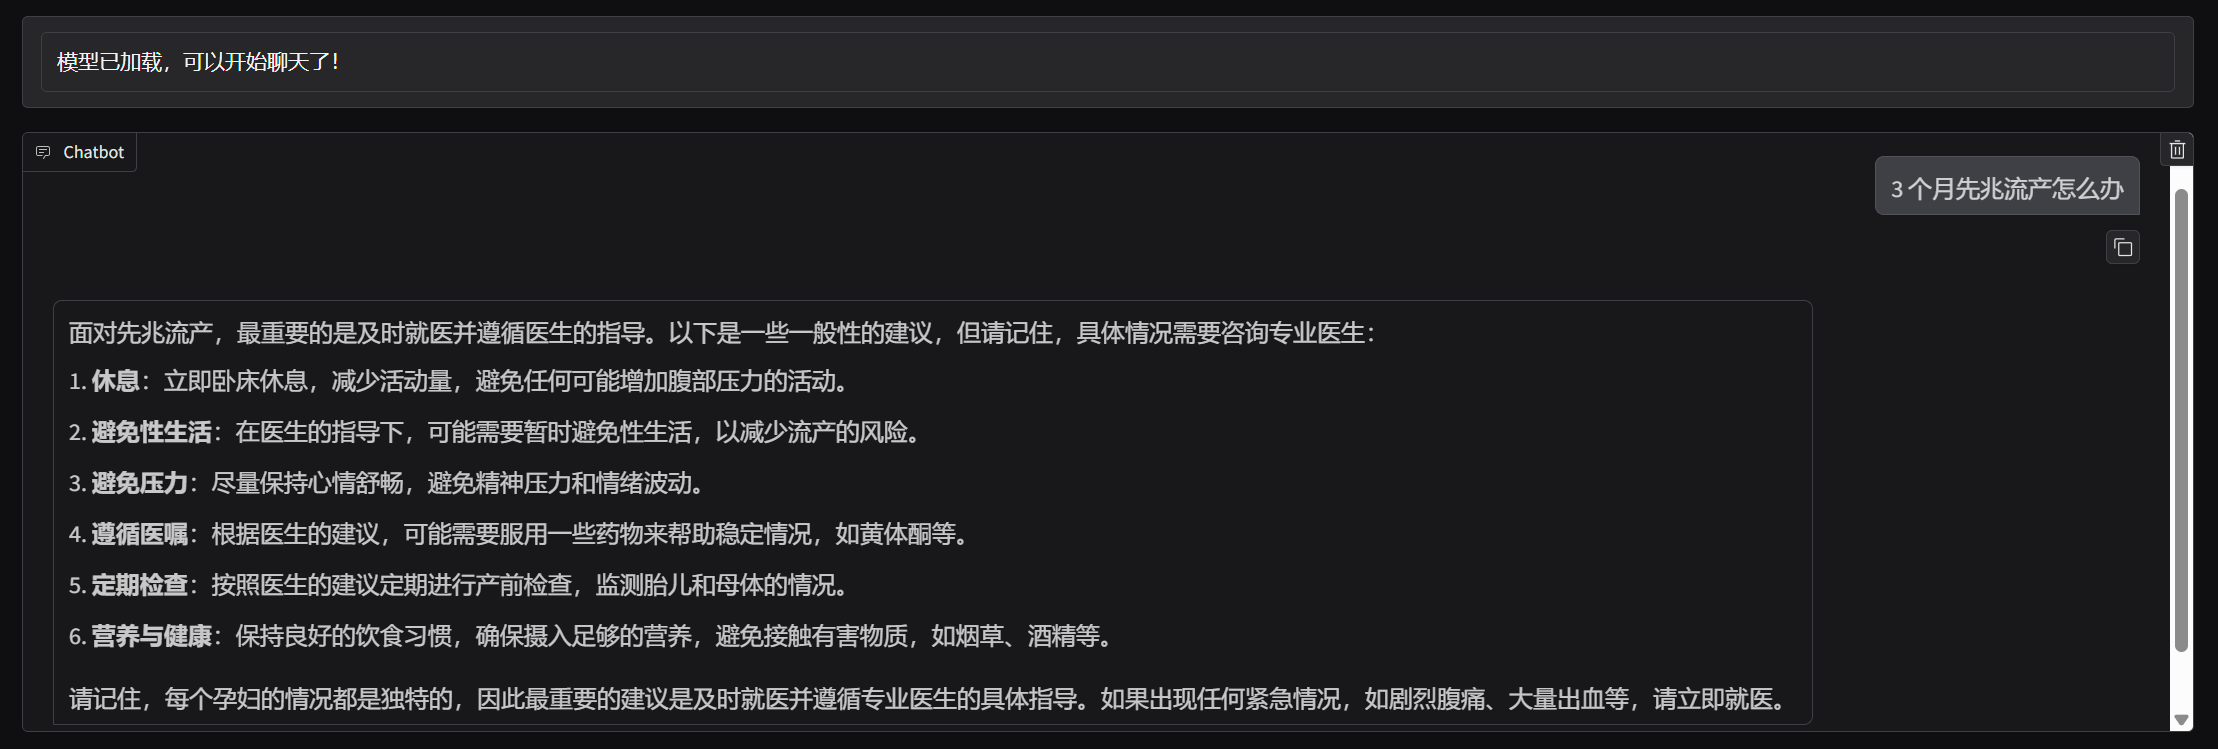 模型已加载，可以开始聊天了！
Chatbot
3 个月先兆流产怎么办
面对先兆流产，最重要的是及时就医并遵循医生的指导。以下是一些一般性的建议，但请记住，具体情况需要咨询专业医生：
1. 休息：立即卧床休息，减少活动量，避免任何可能增加腹部压力的活动。
2. 避免性生活：在医生的指导下，可能需要暂时避免性生活，以减少流产的风险。
3. 避免压力：尽量保持心情舒畅，避免精神压力和情绪波动。
4. 遵循医嘱：根据医生的建议，可能需要服用一些药物来帮助稳定情况，如黄体酮等。
5. 定期检查：按照医生的建议定期进行产前检查，监测胎儿和母体的情况。
6. 营养与健康：保持良好的饮食习惯，确保摄入足够的营养，避免接触有害物质，如烟草、酒精等。
请记住，每个孕妇的情况都是独特的，因此最重要的建议是及时就医并遵循专业医生的具体指导。如果出现任何紧急情况，如剧烈腹痛、大量出血等，请立即就医。